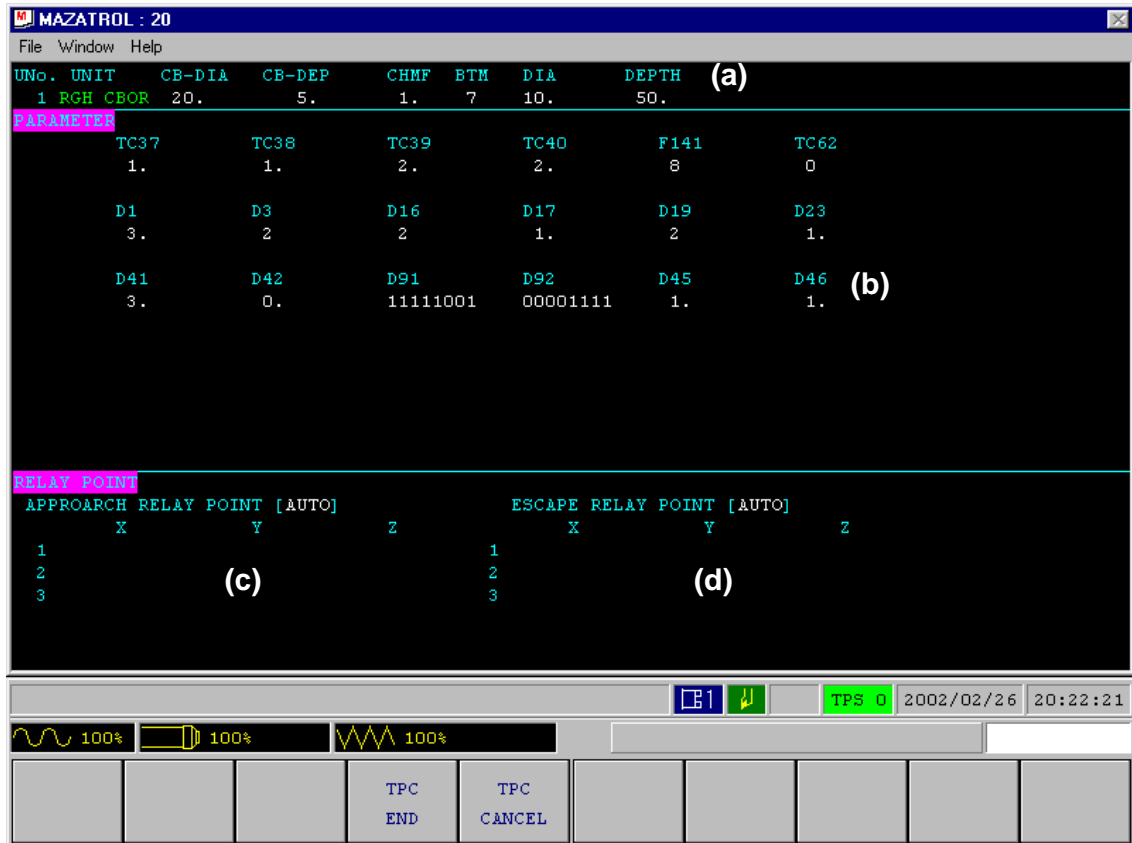 MAZATROL : 20
File Window Help
UNo. UNIT CB-DIA CB-DEP CHMF BTM DIA DEPTH (a)
1 RGH CBOR 20. 5. 1. 7 10. 50.
PARAMETER
TC37 TC38 TC39 TC40 F141 TC62
1. 1. 2. 2. 8 0
D1 D3 D16 D17 D19 D23
3. 2 2 1. 2 1.
D41 D42 D91 D92 D45 D46 (b)
3. 0. 11111001 00001111 1. 1.
RELAY POINT
APPROARCH RELAY POINT [AUTO] ESCAPE RELAY POINT [AUTO]
X Y Z X Y Z
1 1
2 (c) 2 (d)
3 3
1 TPS 0 2002/02/26 20:22:21
100% 100% 100%
TPC TPC
END CANCEL